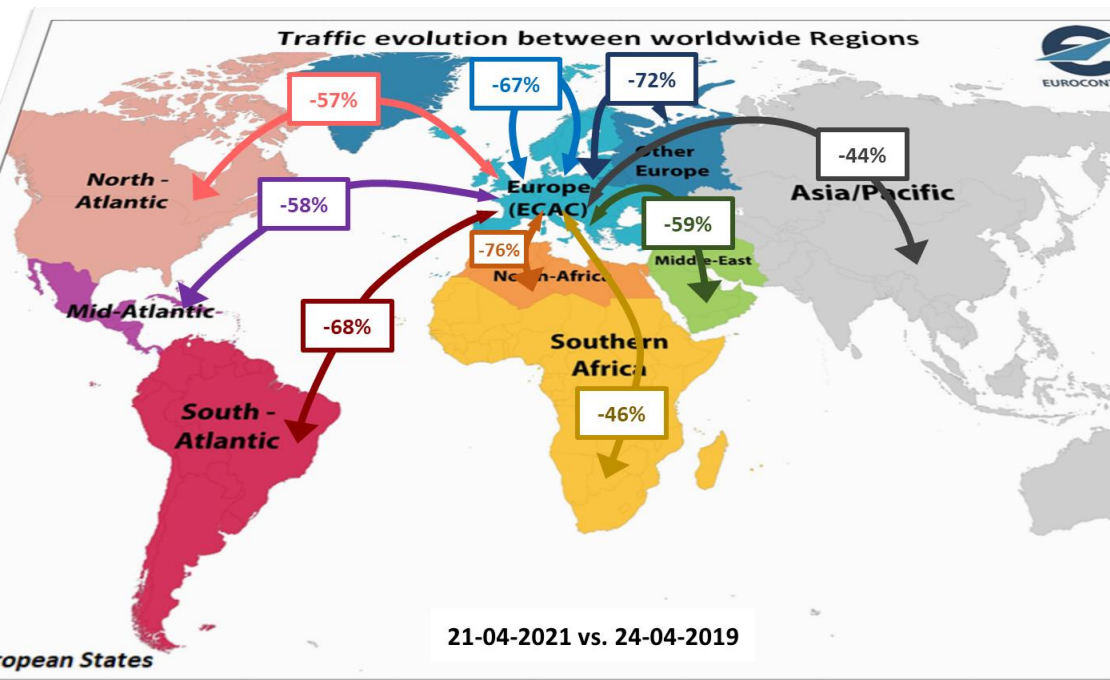 Traffic evolution between worldwide Regions
EUROCONT
-57%
-67%
-72%
-44%
Other
Europe
North -
Atlantic
Europe
(ECAC)
Asia/Pacific
-58%
-59%
-76%
Middle-East
North-Africa
Mid-Atlantic
-68%
Southern
Africa
-46%
South -
Atlantic
21-04-2021 vs. 24-04-2019
ropean States